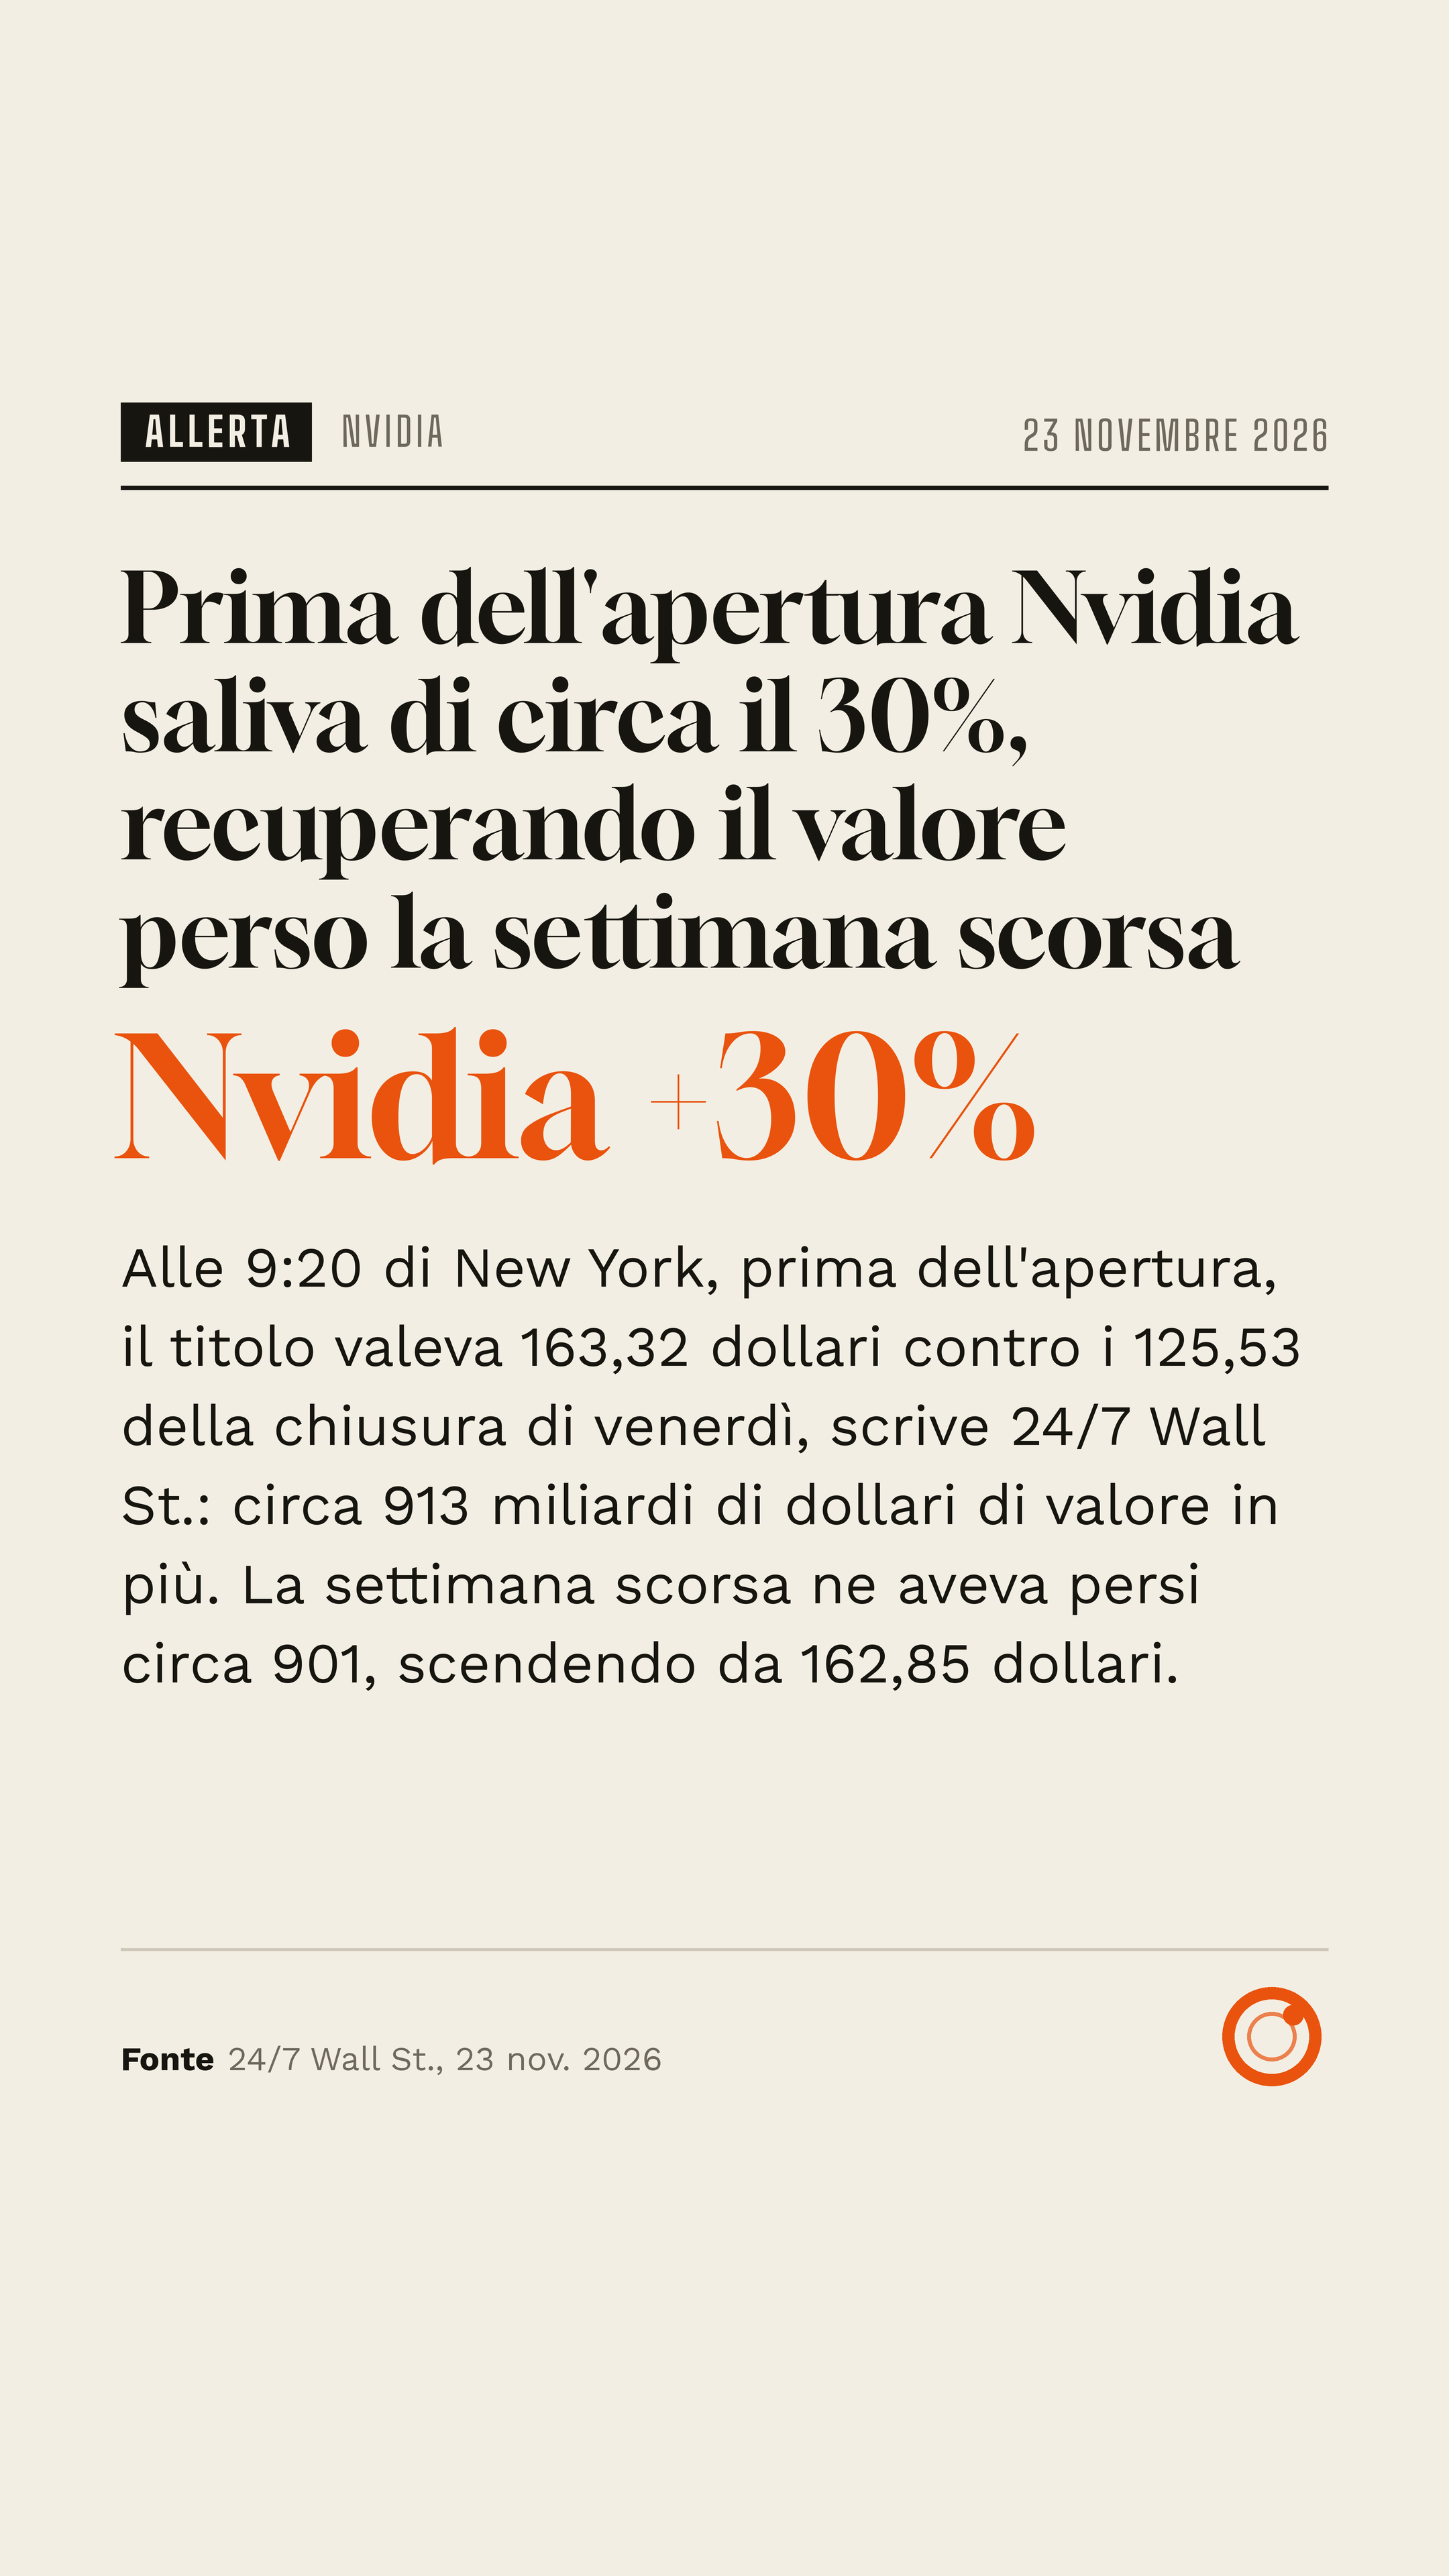 ALLERTA NVIDIA 23 NOVEMBRE 2026
Prima dell'apertura Nvidia
saliva di circa il 30%,
recuperando il valore
perso la settimana scorsa
Nvidia +30%
Alle 9:20 di New York, prima dell'apertura,
il titolo valeva 163,32 dollari contro i 125,53
della chiusura di venerdì, scrive 24/7 Wall
St.: circa 913 miliardi di dollari di valore in
più. La settimana scorsa ne aveva persi
circa 901, scendendo da 162,85 dollari.
Fonte 24/7 Wall St., 23 nov. 2026